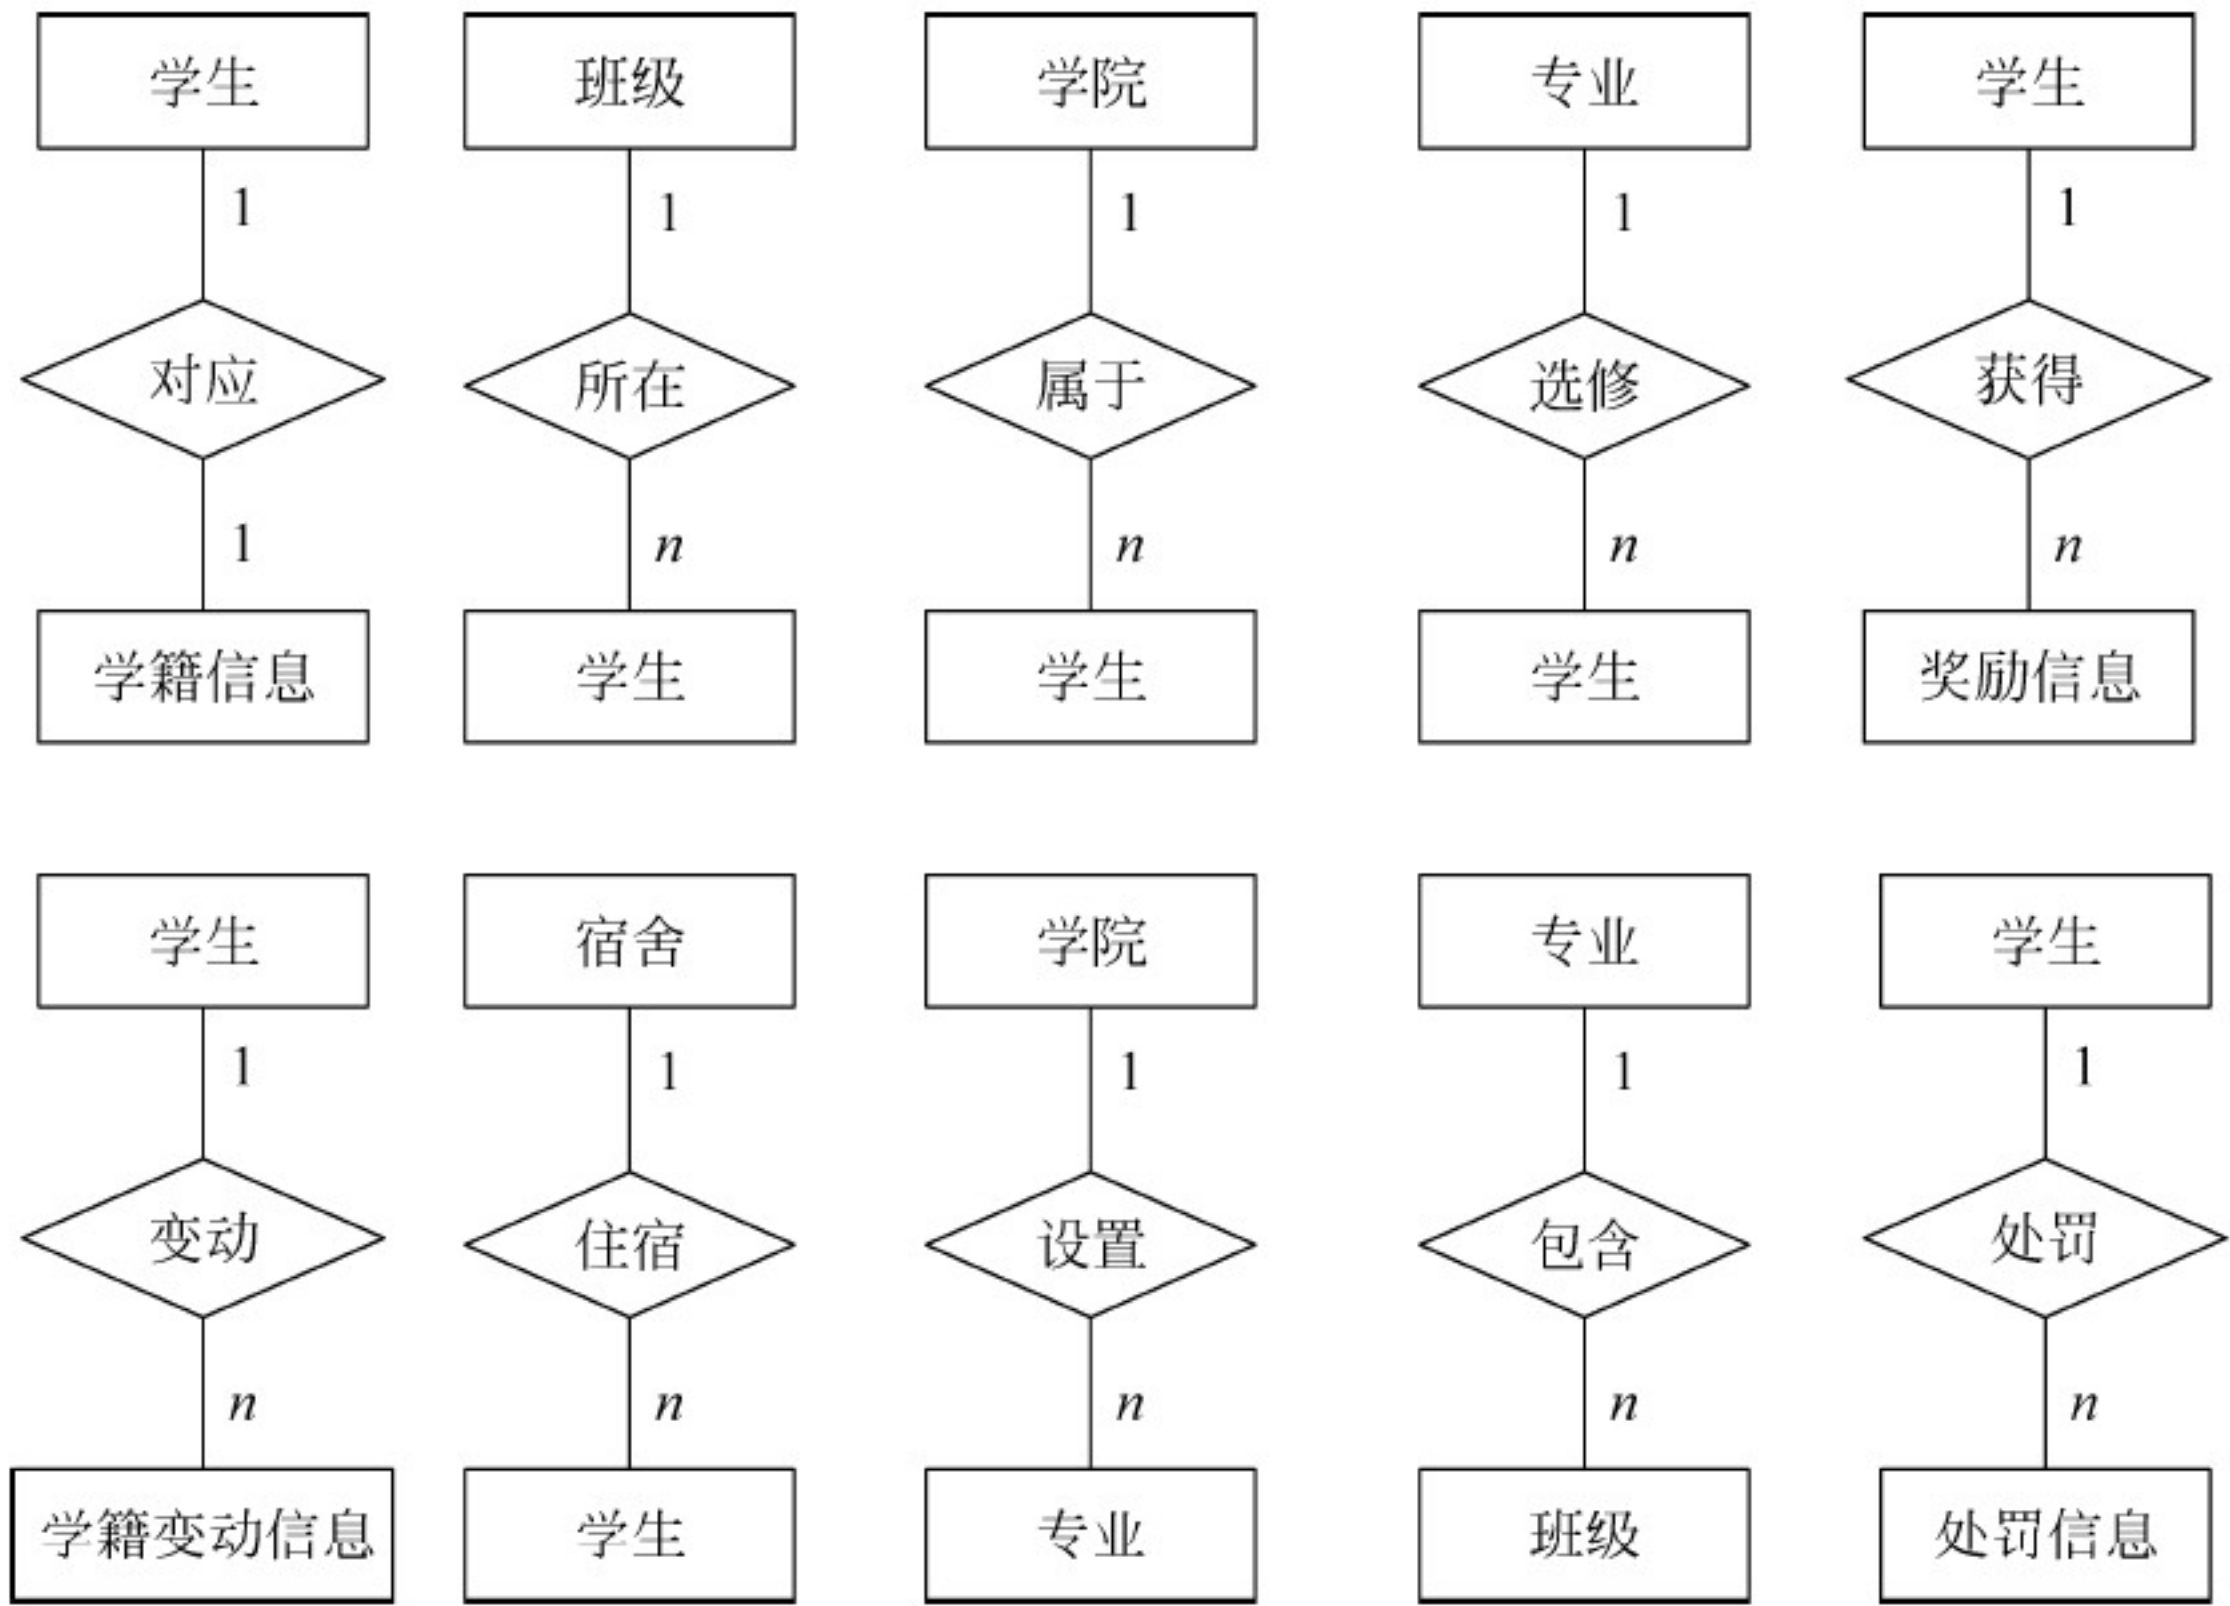 学生 班级 学院 专业 学生
1 1 1 1 1
对应 所在 属于 选修 获得
1 n n n n
学籍信息 学生 学生 学生 奖励信息
学生 宿舍 学院 专业 学生
1 1 1 1 1
变动 住宿 设置 包含 处罚
n n n n n
学籍变动信息 学生 专业 班级 处罚信息